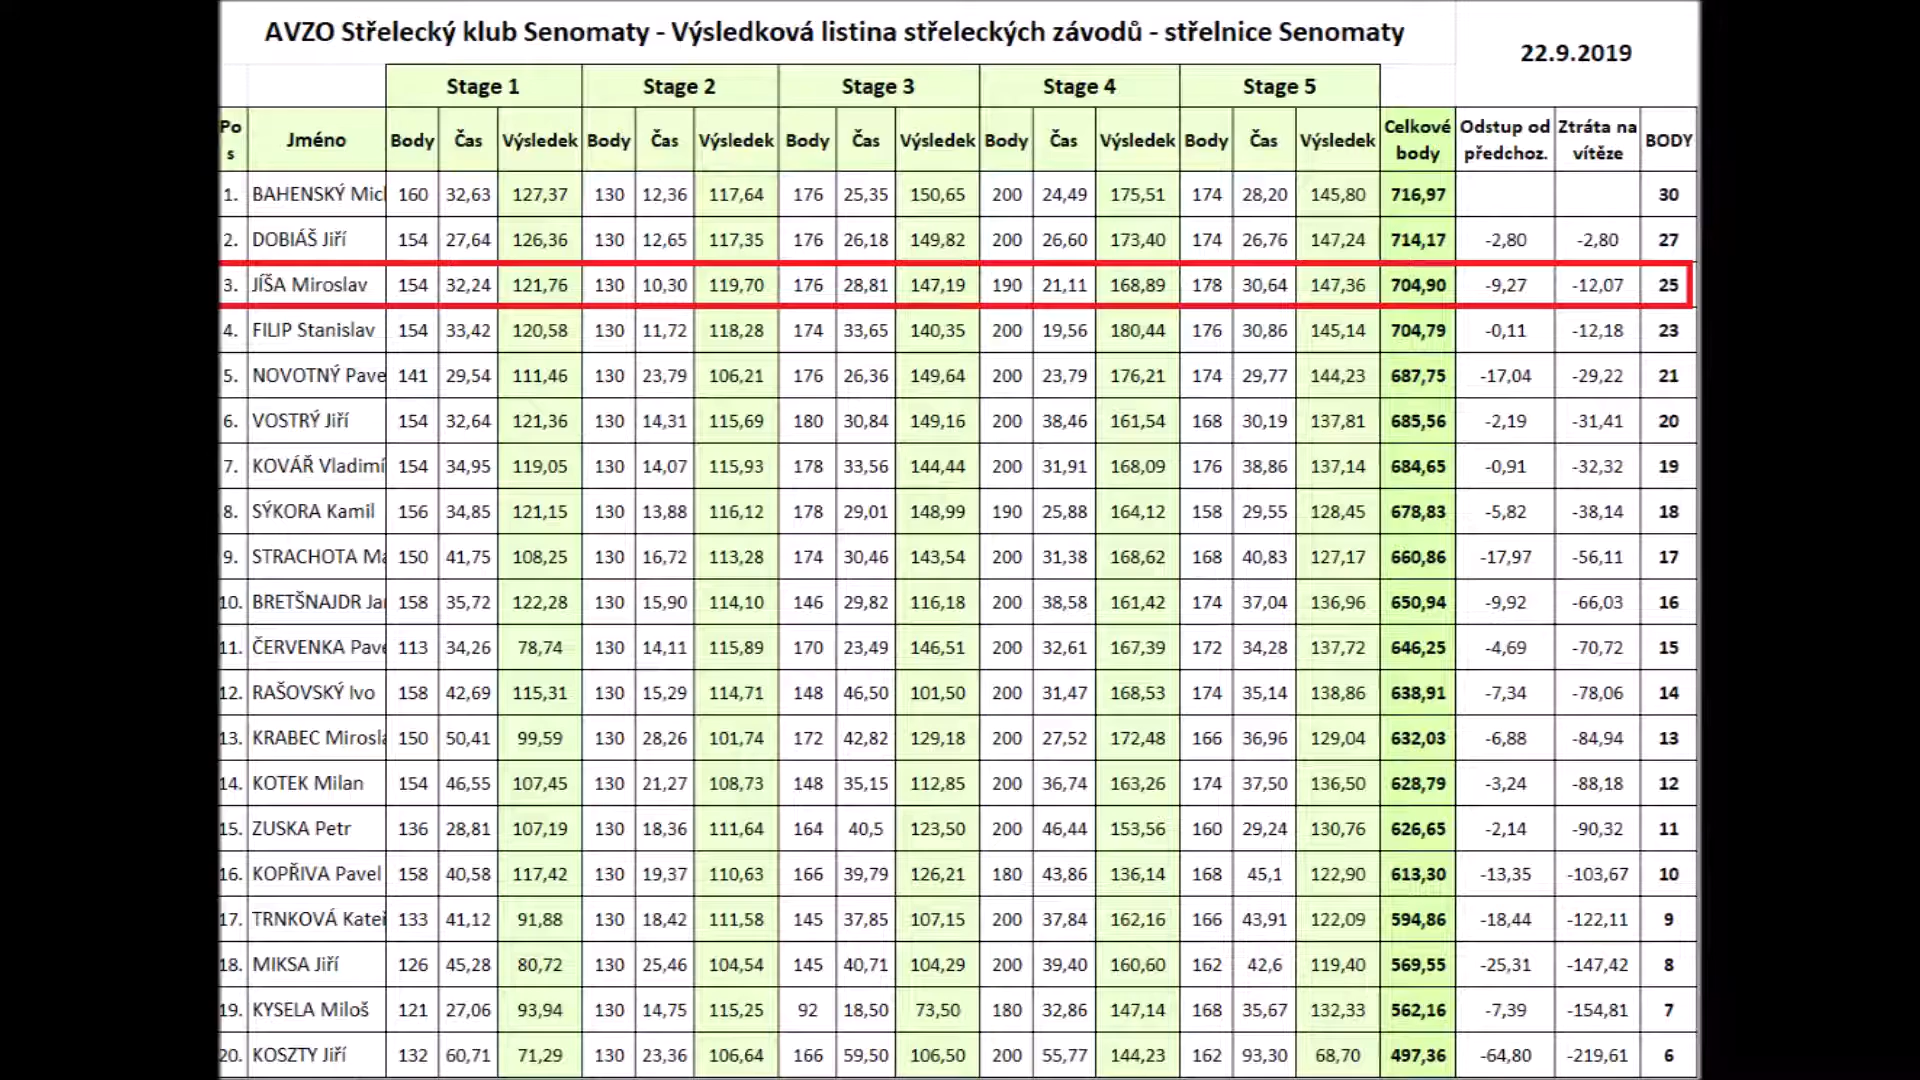 AVZO Střelecký klub Senomaty - Výsledková listina střeleckých závodů - střelnice Senomaty
22.9.2019
Stage 1 Stage 2 Stage 3 Stage 4 Stage 5
Pos Jméno Body Čas Výsledek Body Čas Výsledek Body Čas Výsledek Body Čas Výsledek Body Čas Výsledek Celkové body Odstup od předchoz. Ztráta na vítěze BODY
1. BAHENSKÝ Micl 160 32,63 127,37 130 12,36 117,64 176 25,35 150,65 200 24,49 175,51 174 28,20 145,80 716,97 30
2. DOBIÁŠ Jiří 154 27,64 126,36 130 12,65 117,35 176 26,18 149,82 200 26,60 173,40 174 26,76 147,24 714,17 -2,80 -2,80 27
3. JÍŠA Miroslav 154 32,24 121,76 130 10,30 119,70 176 28,81 147,19 190 21,11 168,89 178 30,64 147,36 704,90 -9,27 -12,07 25
4. FILIP Stanislav 154 33,42 120,58 130 11,72 118,28 174 33,65 140,35 200 19,56 180,44 176 30,86 145,14 704,79 -0,11 -12,18 23
5. NOVOTNÝ Pave 141 29,54 111,46 130 23,79 106,21 176 26,36 149,64 200 23,79 176,21 174 29,77 144,23 687,75 -17,04 -29,22 21
6. VOSTRÝ Jiří 154 32,64 121,36 130 14,31 115,69 180 30,84 149,16 200 38,46 161,54 168 30,19 137,81 685,56 -2,19 -31,41 20
7. KOVÁŘ Vladimí 154 34,95 119,05 130 14,07 115,93 178 33,56 144,44 200 31,91 168,09 176 38,86 137,14 684,65 -0,91 -32,32 19
8. SÝKORA Kamil 156 34,85 121,15 130 13,88 116,12 178 29,01 148,99 190 25,88 164,12 158 29,55 128,45 678,83 -5,82 -38,14 18
9. STRACHOTA Ma 150 41,75 108,25 130 16,72 113,28 174 30,46 143,54 200 31,38 168,62 168 40,83 127,17 660,86 -17,97 -56,11 17
10. BRETŠNAJDR Jar 158 35,72 122,28 130 15,90 114,10 146 29,82 116,18 200 38,58 161,42 174 37,04 136,96 650,94 -9,92 -66,03 16
11. ČERVENKA Pave 113 34,26 78,74 130 14,11 115,89 170 23,49 146,51 200 32,61 167,39 172 34,28 137,72 646,25 -4,69 -70,72 15
12. RAŠOVSKÝ Ivo 158 42,69 115,31 130 15,29 114,71 148 46,50 101,50 200 31,47 168,53 174 35,14 138,86 638,91 -7,34 -78,06 14
13. KRABEC Mirosla 150 50,41 99,59 130 28,26 101,74 172 42,82 129,18 200 27,52 172,48 166 36,96 129,04 632,03 -6,88 -84,94 13
14. KOTEK Milan 154 46,55 107,45 130 21,27 108,73 148 35,15 112,85 200 36,74 163,26 174 37,50 136,50 628,79 -3,24 -88,18 12
15. ZUSKA Petr 136 28,81 107,19 130 18,36 111,64 164 40,5 123,50 200 46,44 153,56 160 29,24 130,76 626,65 -2,14 -90,32 11
16. KOPŘIVA Pavel 158 40,58 117,42 130 19,37 110,63 166 39,79 126,21 180 43,86 136,14 168 45,1 122,90 613,30 -13,35 -103,67 10
17. TRNKOVÁ Kateř 133 41,12 91,88 130 18,42 111,58 145 37,85 107,15 200 37,84 162,16 166 43,91 122,09 594,86 -18,44 -122,11 9
18. MIKSA Jiří 126 45,28 80,72 130 25,46 104,54 145 40,71 104,29 200 39,40 160,60 162 42,6 119,40 569,55 -25,31 -147,42 8
19. KYSELA Miloš 121 27,06 93,94 130 14,75 115,25 92 18,50 73,50 180 32,86 147,14 168 35,67 132,33 562,16 -7,39 -154,81 7
20. KOSZTY Jiří 132 60,71 71,29 130 23,36 106,64 166 59,50 106,50 200 55,77 144,23 162 93,30 68,70 497,36 -64,80 -219,61 6